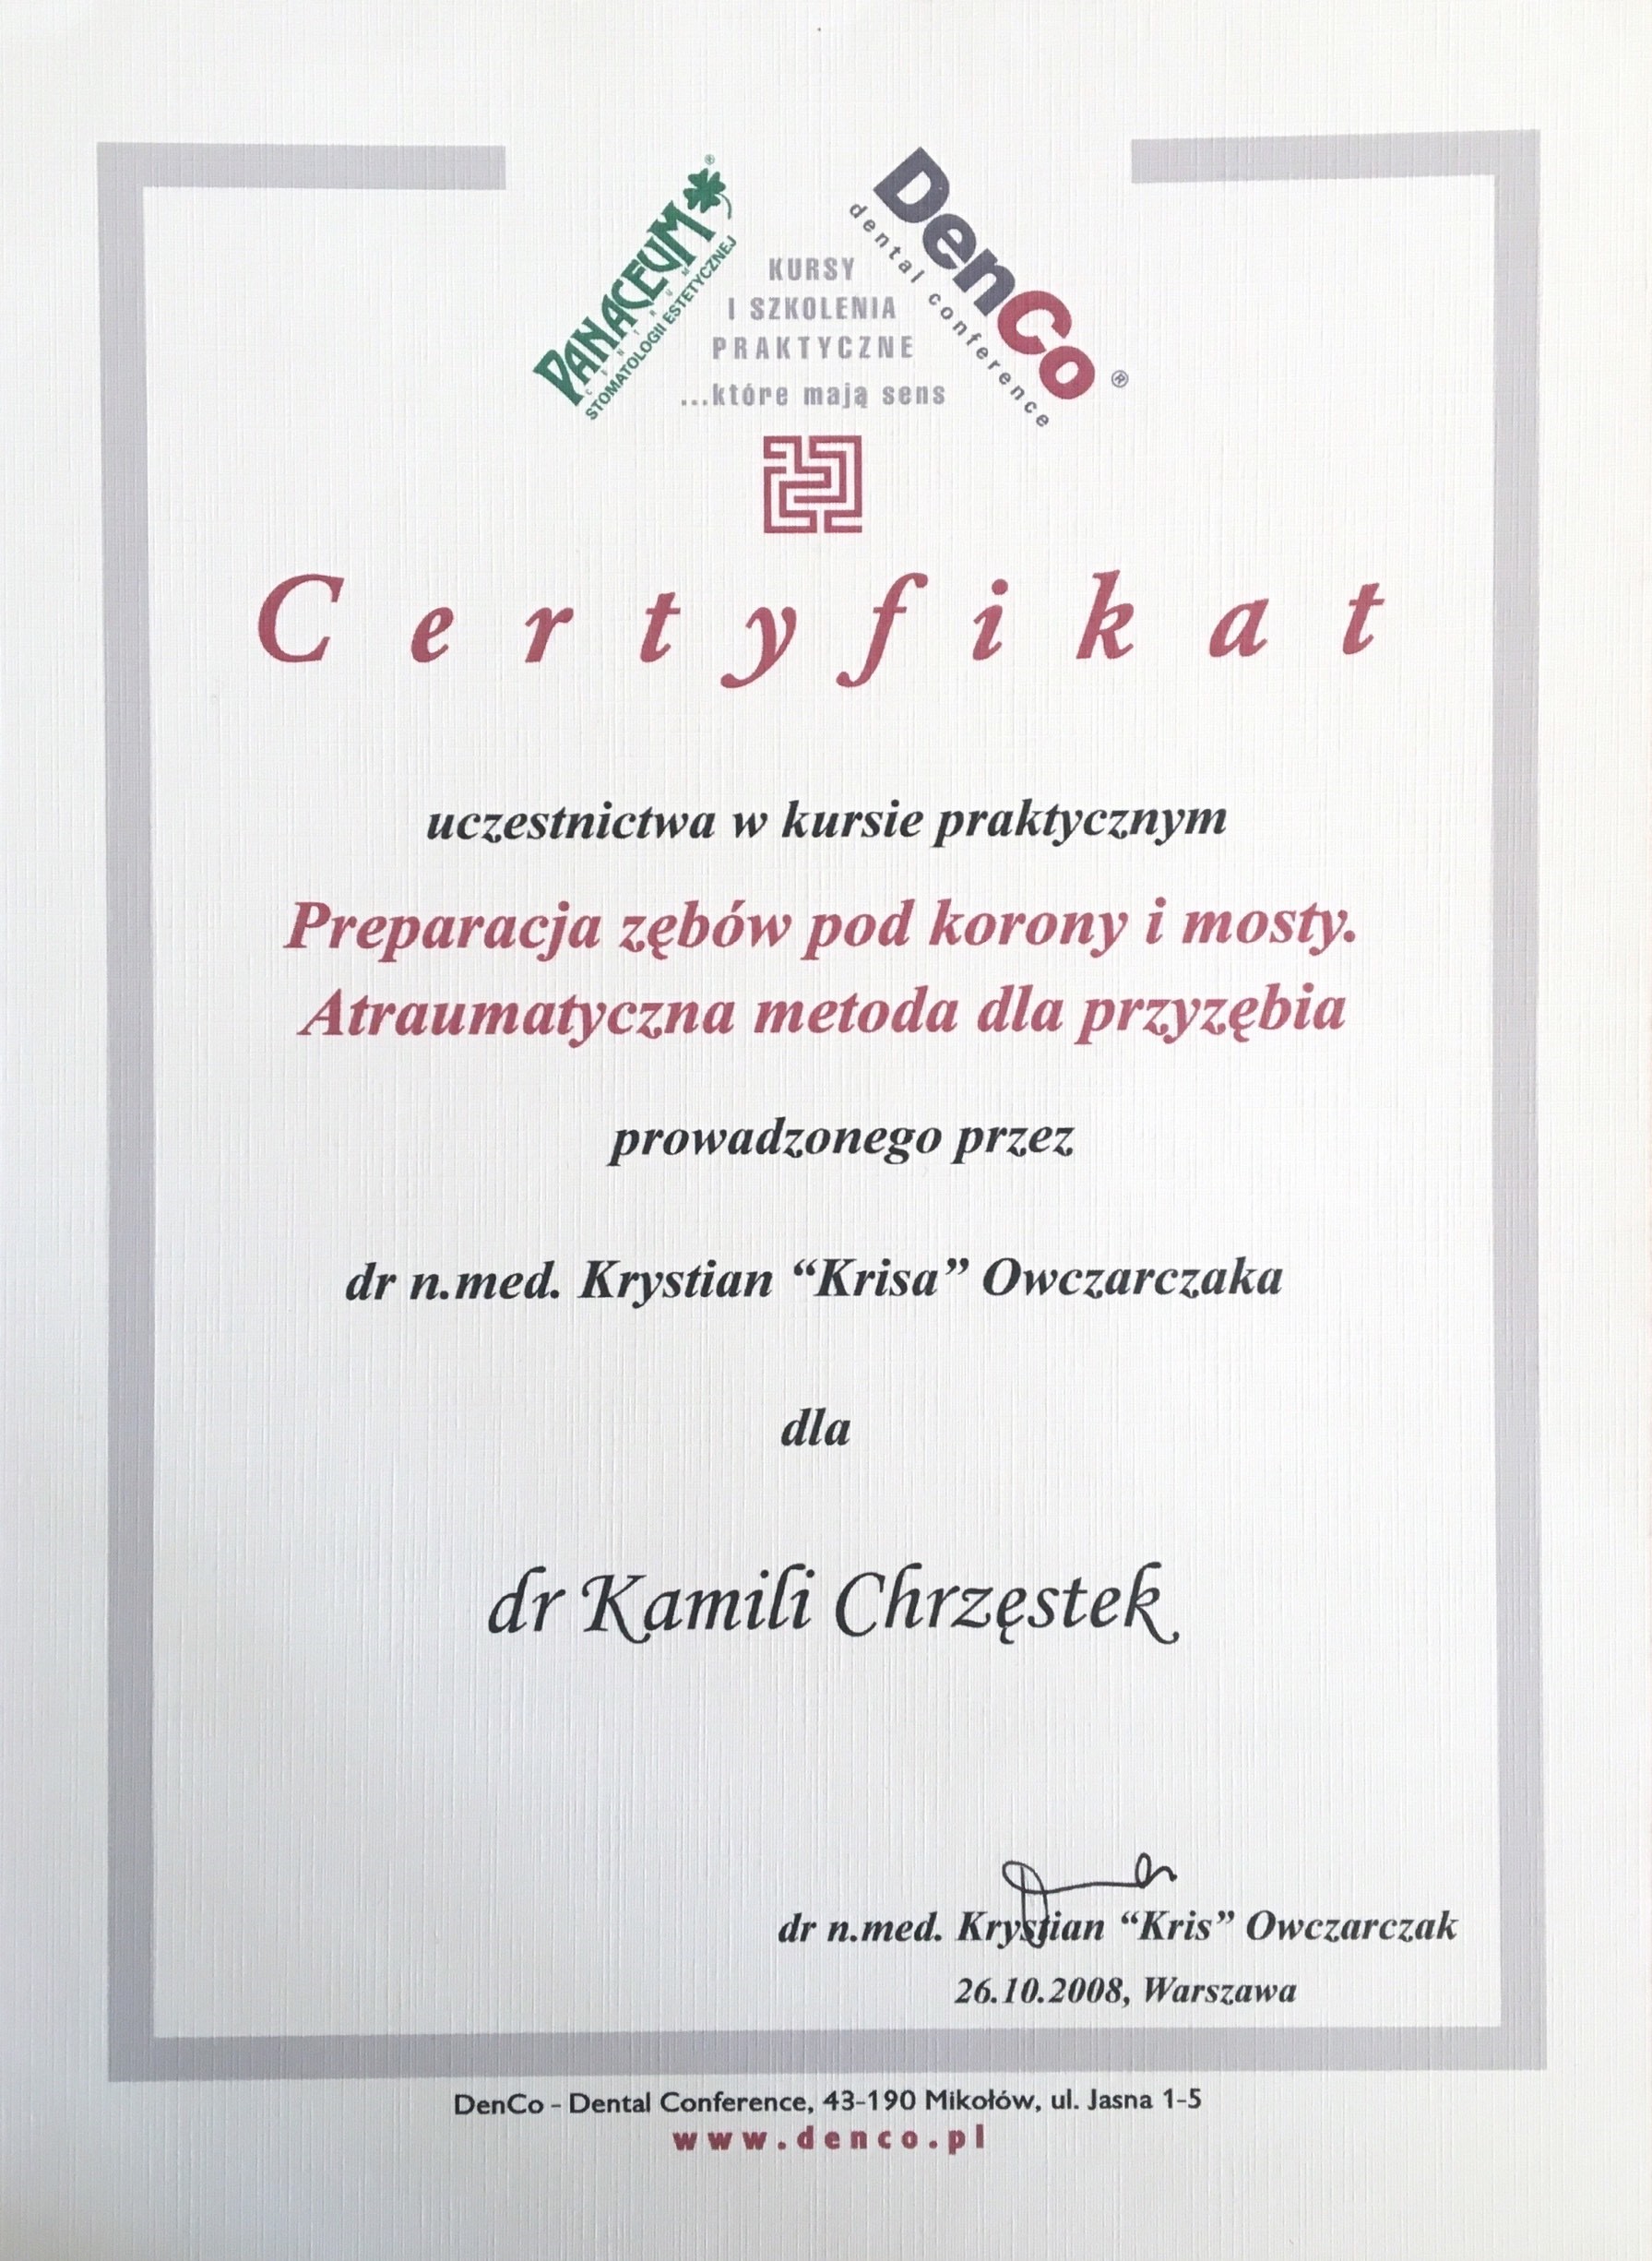 PANACEUM®
CENTRUM
STOMATOLOGII ESTETYCZNEJ
DenCo®
dental conference
KURSY
I SZKOLENIA
PRAKTYCZNE
...które mają sens
Certyfikat
uczestnictwa w kursie praktycznym
Preparacja zębów pod korony i mosty.
Atraumatyczna metoda dla przyzębia
prowadzonego przez
dr n.med. Krystian “Krisa” Owczarczaka
dla
dr Kamili Chrzęstek
dr n.med. Krystian “Kris” Owczarczak
26.10.2008, Warszawa
DenCo - Dental Conference, 43-190 Mikołów, ul. Jasna 1-5
www.denco.pl